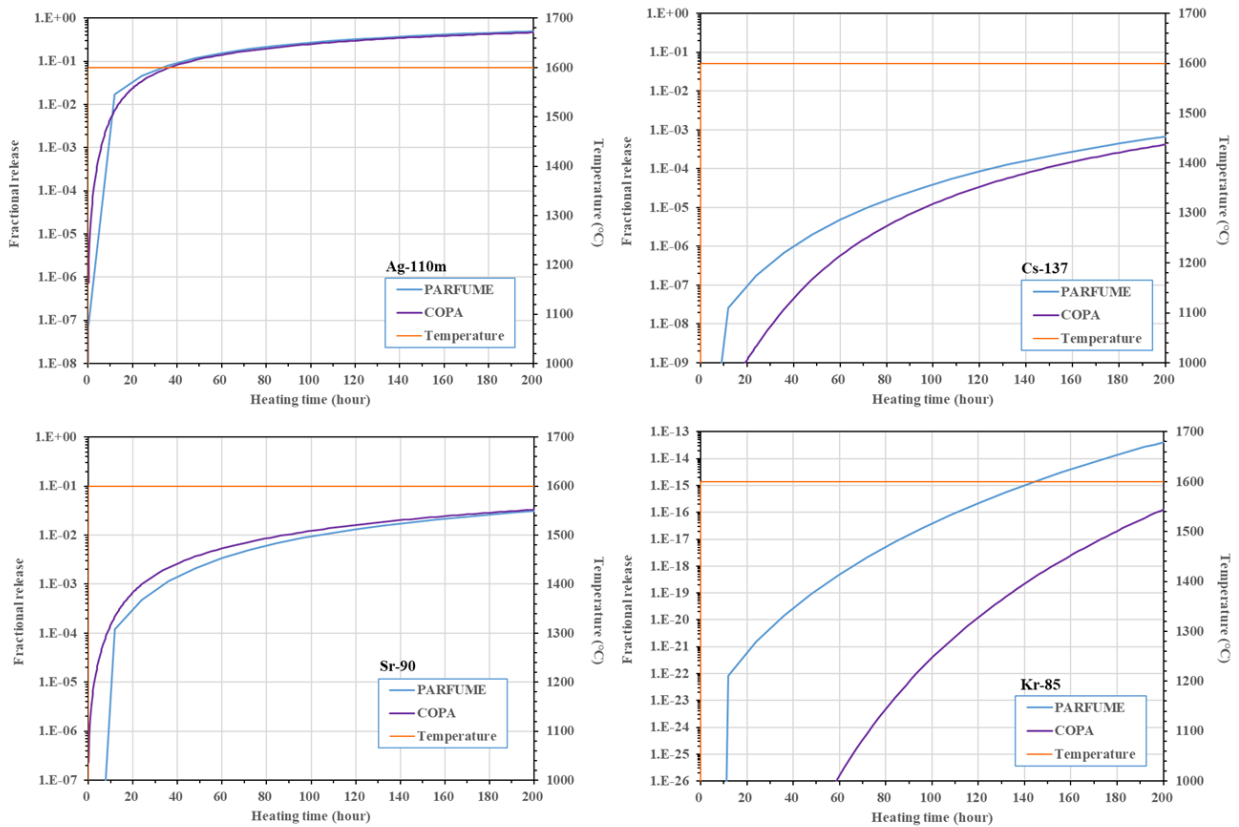 1.E+00
1.E-01
1.E-02
1.E-03
1.E-04
1.E-05
1.E-06
1.E-07
1.E-08
Fractional release
1700
1600
1500
1400
1300
1200
1100
1000
Temperature (°C)
Ag-110m
PARFUME
COPA
Temperature
0 20 40 60 80 100 120 140 160 180 200
Heating time (hour)
1.E+00
1.E-01
1.E-02
1.E-03
1.E-04
1.E-05
1.E-06
1.E-07
1.E-08
1.E-09
Fractional release
1700
1600
1500
1400
1300
1200
1100
1000
Temperature (°C)
Cs-137
PARFUME
COPA
Temperature
0 20 40 60 80 100 120 140 160 180 200
Heating time (hour)
1.E+00
1.E-01
1.E-02
1.E-03
1.E-04
1.E-05
1.E-06
1.E-07
Fractional release
1700
1600
1500
1400
1300
1200
1100
1000
Temperature (°C)
Sr-90
PARFUME
COPA
Temperature
0 20 40 60 80 100 120 140 160 180 200
Heating time (hour)
1.E-13
1.E-14
1.E-15
1.E-16
1.E-17
1.E-18
1.E-19
1.E-20
1.E-21
1.E-22
1.E-23
1.E-24
1.E-25
1.E-26
Fractional release
1700
1600
1500
1400
1300
1200
1100
1000
Temperature (°C)
Kr-85
PARFUME
COPA
Temperature
0 20 40 60 80 100 120 140 160 180 200
Heating time (hour)